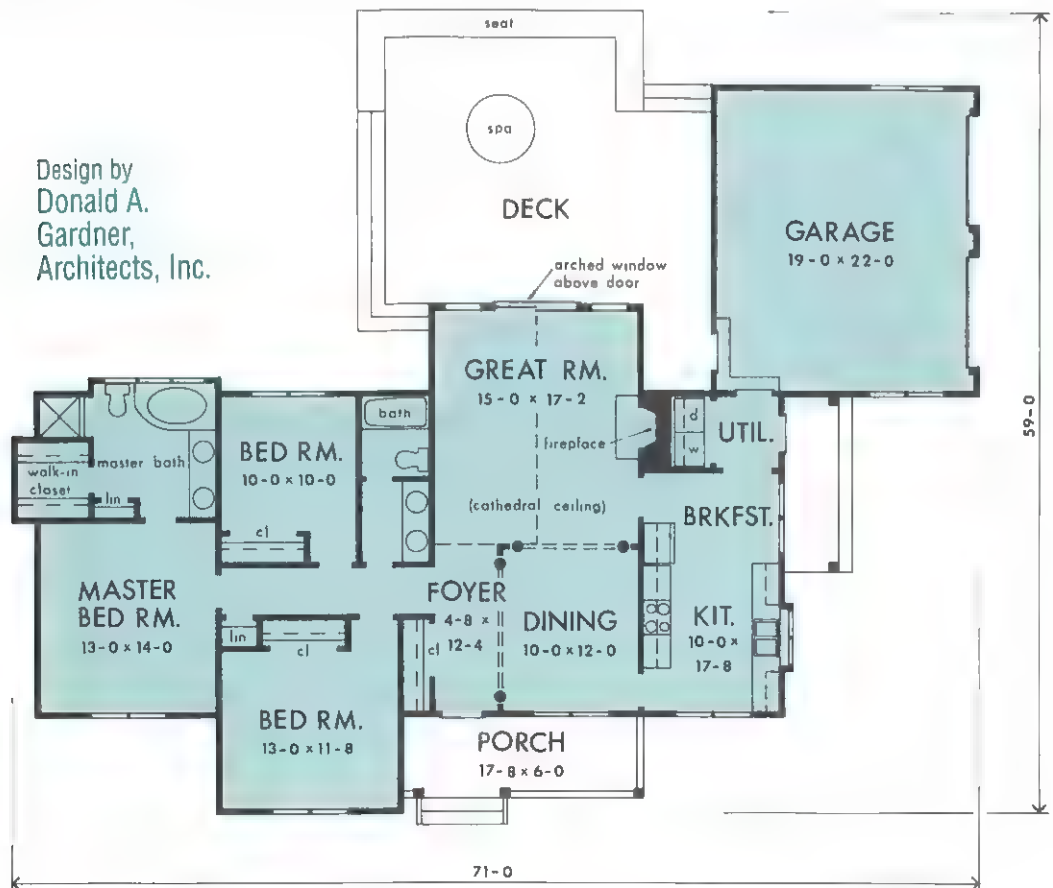 seat
spa
DECK
Design by
Donald A.
Gardner,
Architects, Inc.
GARAGE
19-0 x 22-0
arched window
above door
GREAT RM.
15-0 x 17-2
fireplace
(cathedral ceiling)
d
w
UTIL.
BRKFST.
walk-in
closet
master bath
lin
BED RM.
10-0 x 10-0
cl
bath
MASTER
BED RM.
13-0 x 14-0
lin
cl
BED RM.
13-0 x 11-8
FOYER
4-8 x
12-4
cl
DINING
10-0 x 12-0
KIT.
10-0 x
17-8
PORCH
17-8 x 6-0
59-0
71-0